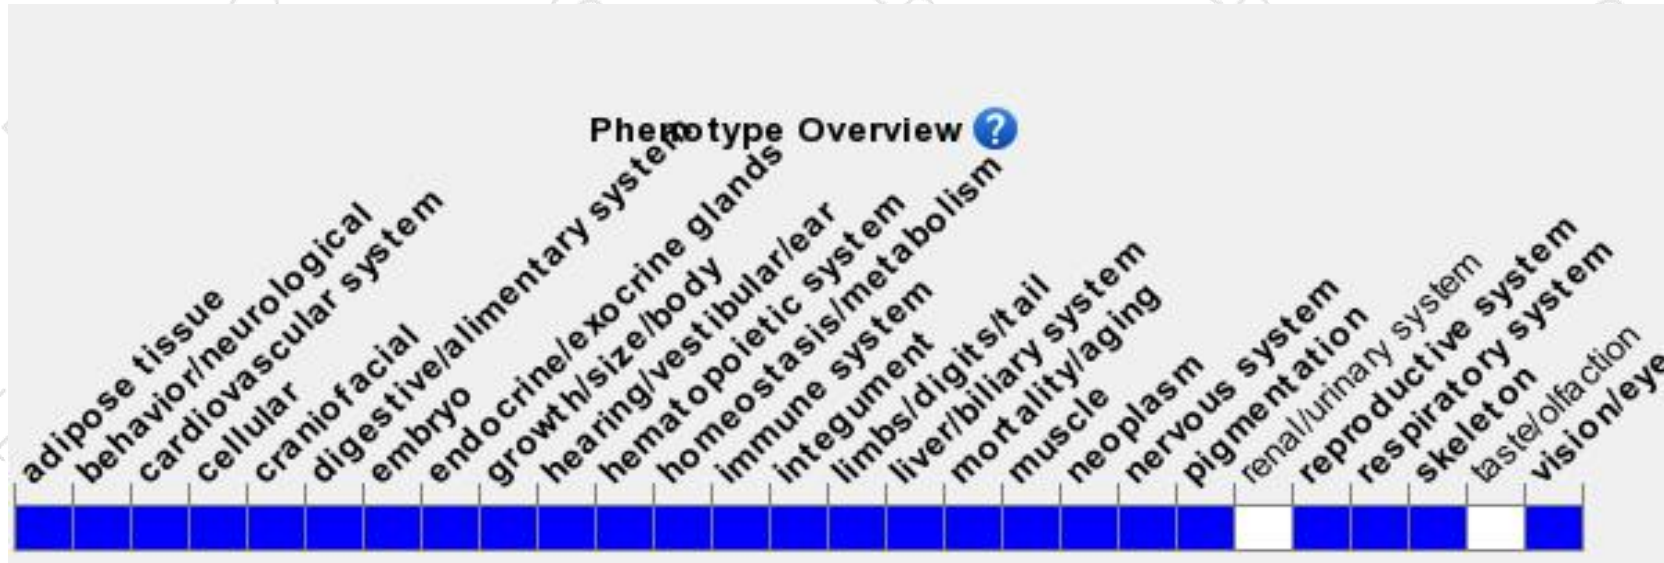 Phenotype Overview ?
adipose tissue
behavior/neurological
cardiovascular system
cellular
craniofacial
digestive/alimentary system
embryo
endocrine/exocrine glands
growth/size/body
hearing/vestibular/ear
hematopoietic system
homeostasis/metabolism
immune system
integument
limbs/digits/tail
liver/biliary system
mortality/aging
muscle
neoplasm
nervous system
pigmentation
renal/urinary system
reproductive system
respiratory system
skeleton
taste/olfaction
vision/eye